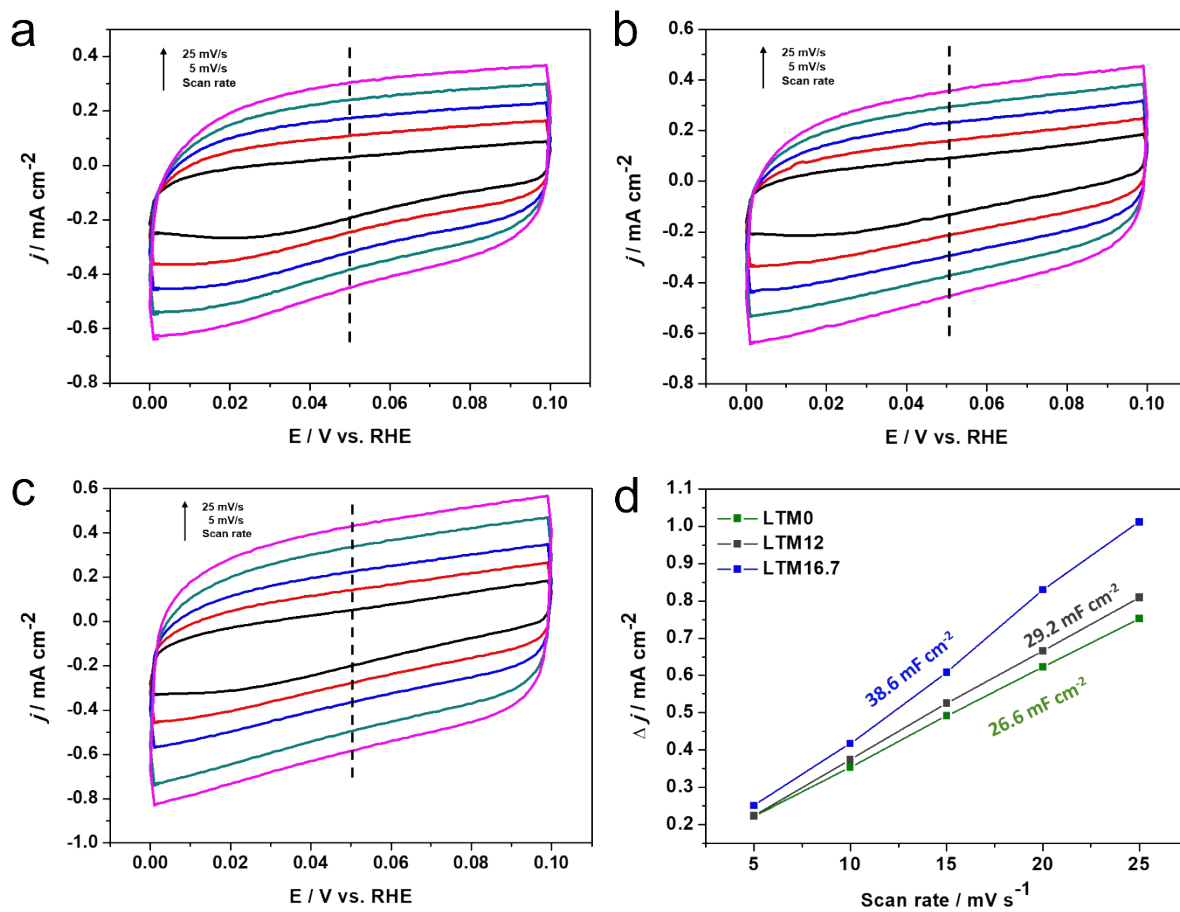 a
25 mV/s
5 mV/s
Scan rate
0.4
0.2
0.0
-0.2
-0.4
-0.6
-0.8
j / mA cm-2
0.00 0.02 0.04 0.06 0.08 0.10
E / V vs. RHE
b
25 mV/s
5 mV/s
Scan rate
0.6
0.4
0.2
0.0
-0.2
-0.4
-0.6
-0.8
j / mA cm-2
0.00 0.02 0.04 0.06 0.08 0.10
E / V vs. RHE
c
25 mV/s
5 mV/s
Scan rate
0.6
0.4
0.2
0.0
-0.2
-0.4
-0.6
-0.8
-1.0
j / mA cm-2
0.00 0.02 0.04 0.06 0.08 0.10
E / V vs. RHE
d
LTM0
LTM12
LTM16.7
38.6 mF cm-2
29.2 mF cm-2
26.6 mF cm-2
1.1
1.0
0.9
0.8
0.7
0.6
0.5
0.4
0.3
0.2
Δ j / mA cm-2
5 10 15 20 25
Scan rate / mV s-1